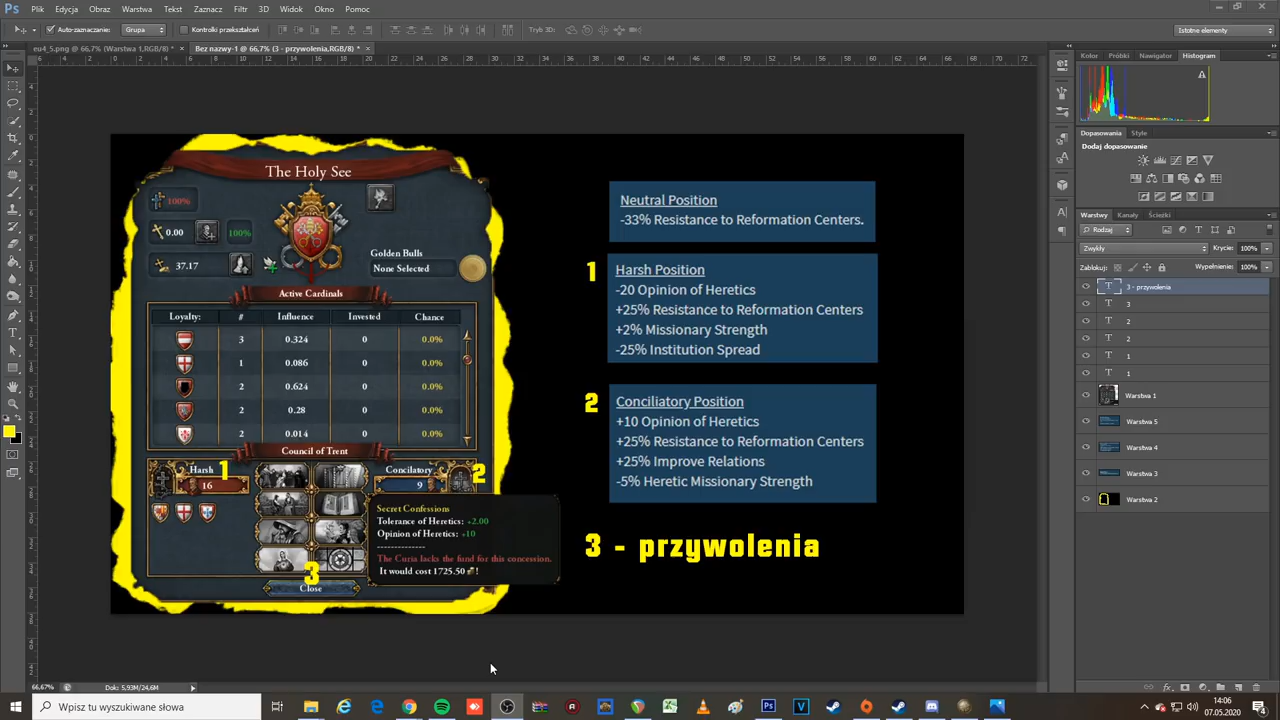 Ps Plik Edycja Obraz Warstwa Tekst Zaznacz Filtr 3D Widok Okno Pomoc
Auto-zaznaczanie: Grupa Kontrolki przekształceń Tryb 3D: Istotne elementy
eu4_5.png @ 66,7% (Warstwa 1,RGB/8) * × Bez nazwy-1 @ 66,7% (3 - przywolenia,RGB/8) * ×
Kolor Próbki Nawigator Histogram
Dopasowania Style
Dodaj dopasowanie
Warstwy Kanały Ścieżki
Rodzaj
Zwykły Krycie: 100%
Zablokuj: Wypełnienie: 100%
3 - przywolenia
3
2
2
1
1
Warstwa 1
Warstwa 5
Warstwa 4
Warstwa 3
Warstwa 2
The Holy See
100%
0.00 100%
37.17
Golden Bulls
None Selected
Active Cardinals
Loyalty: # Influence Invested Chance
3 0.324 0 0.0%
1 0.086 0 0.0%
2 0.624 0 0.0%
2 0.28 0 0.0%
2 0.014 0 0.0%
Council of Trent
Harsh 1 Concilatory 2
16 9
Secret Confessions
Tolerance of Heretics: +2.00
Opinion of Heretics: +10
--------------
The Curia lacks the fund for this concession.
It would cost 1725.50 !
3
Close
Neutral Position
-33% Resistance to Reformation Centers.
1 Harsh Position
-20 Opinion of Heretics
+25% Resistance to Reformation Centers
+2% Missionary Strength
-25% Institution Spread
2 Conciliatory Position
+10 Opinion of Heretics
+25% Resistance to Reformation Centers
+25% Improve Relations
-5% Heretic Missionary Strength
3 - przywolenia
66,67% Dok: 5,93M/24,6M
Wpisz tu wyszukiwane słowa
14:06
07.05.2020